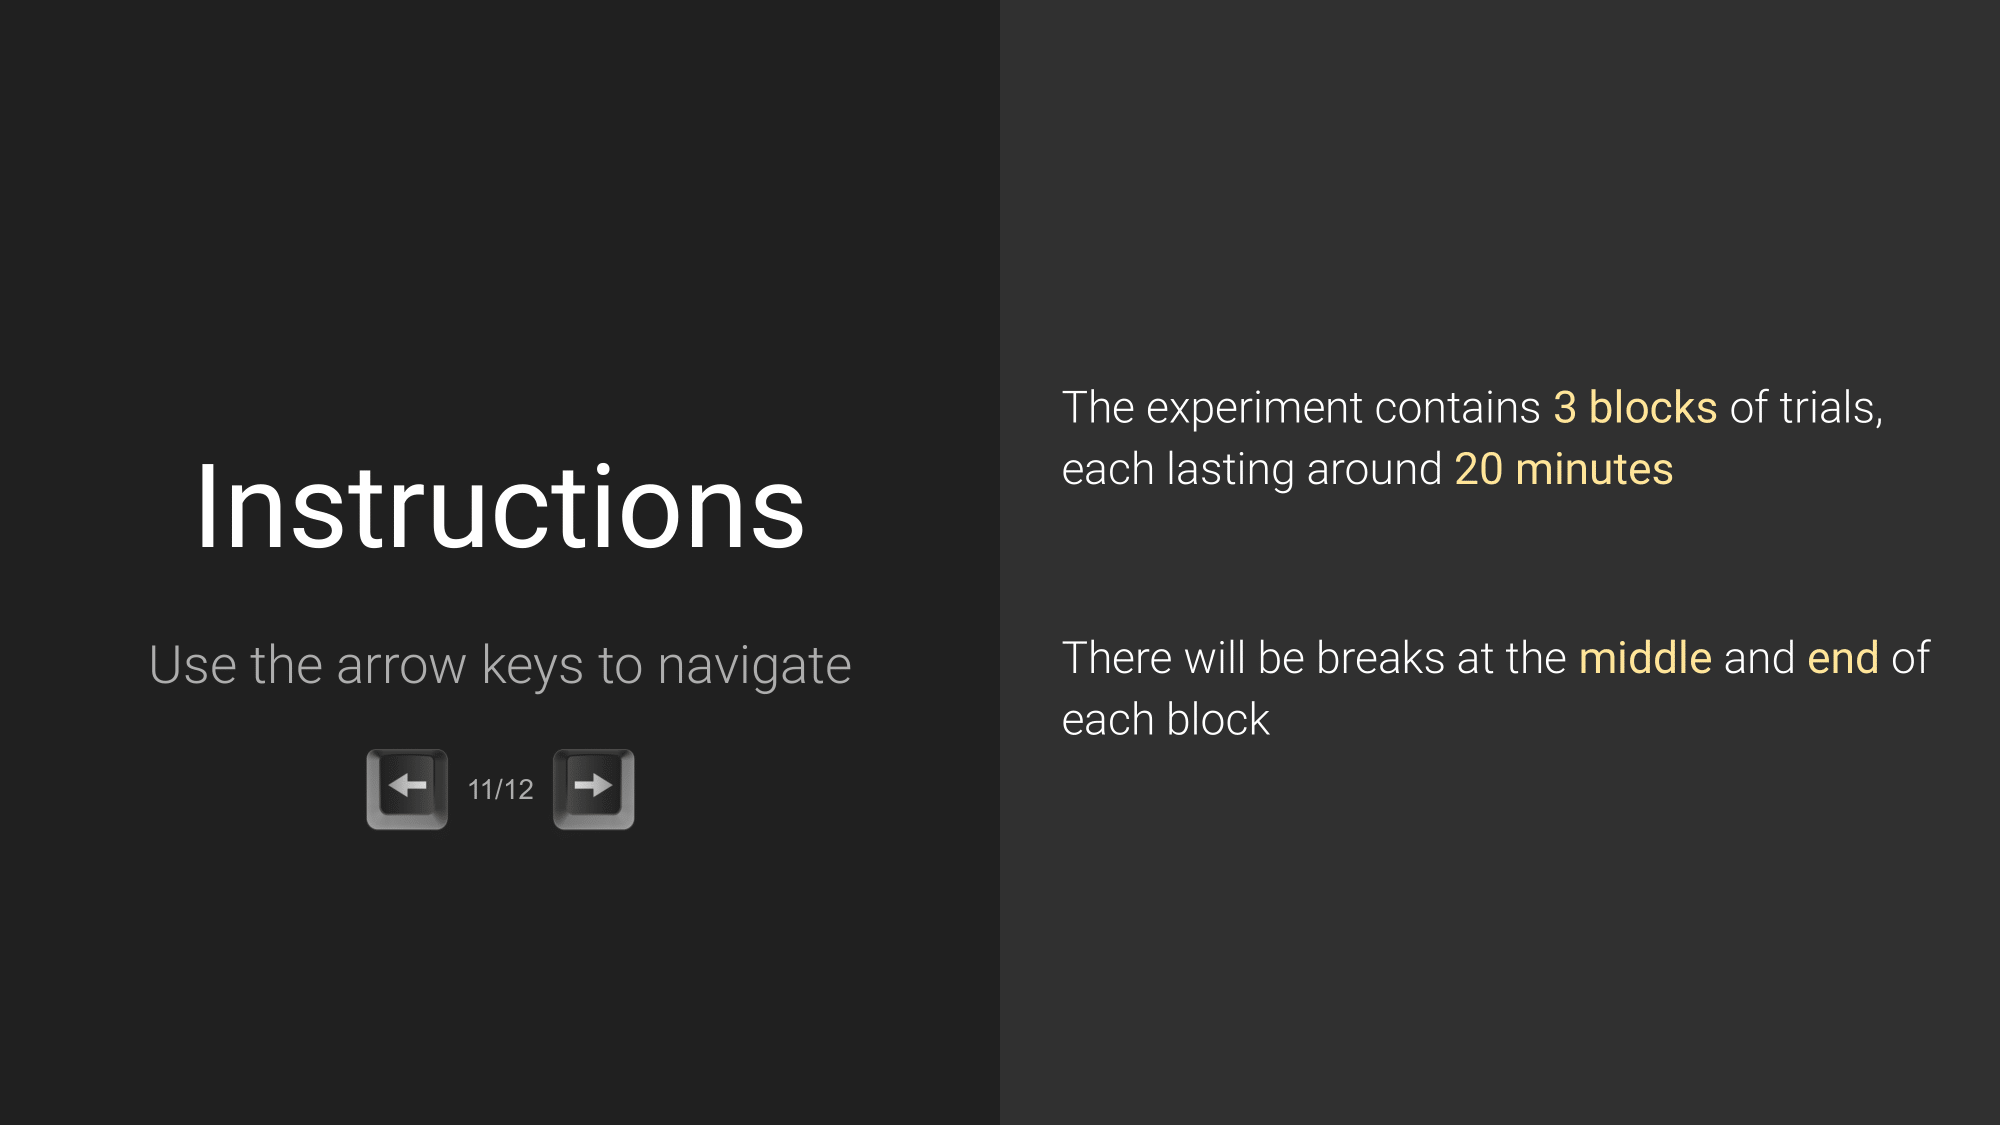 Instructions
Use the arrow keys to navigate
11/12
The experiment contains 3 blocks of trials,
each lasting around 20 minutes
There will be breaks at the middle and end of
each block